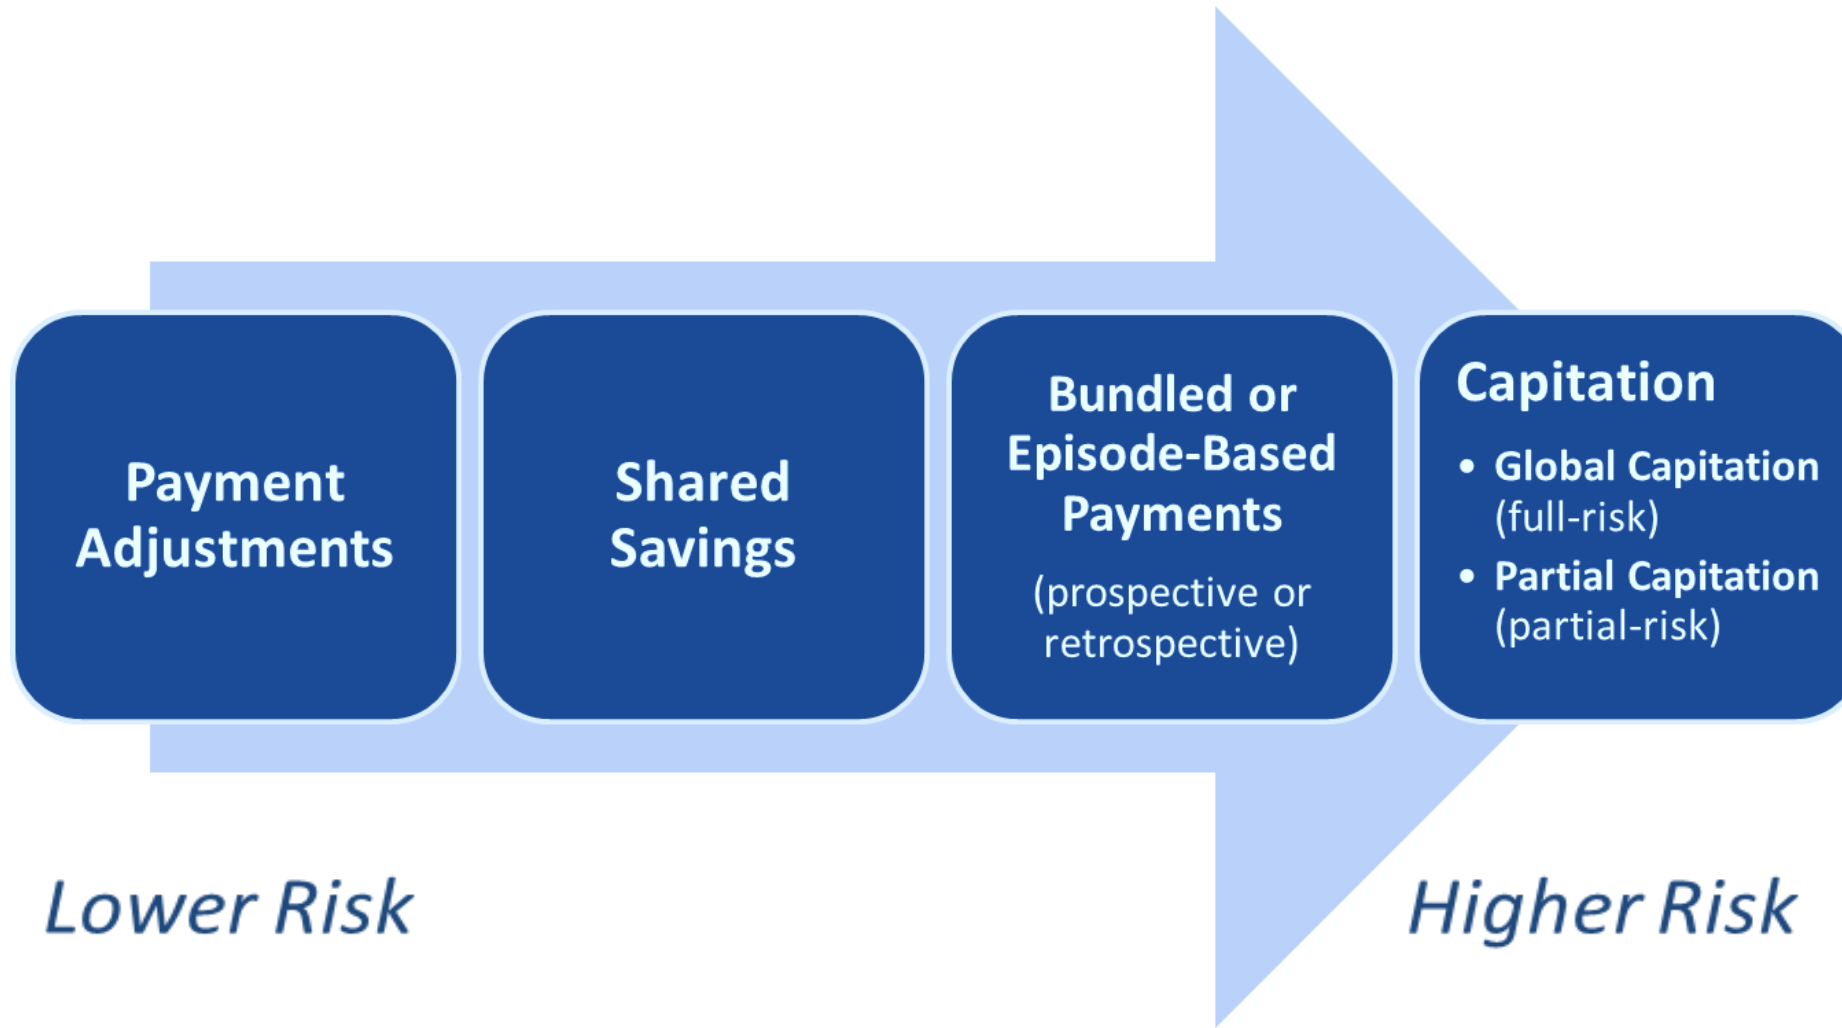 Payment
Adjustments
Shared
Savings
Bundled or
Episode-Based
Payments
(prospective or
retrospective)
Capitation
• Global Capitation
(full-risk)
• Partial Capitation
(partial-risk)
Lower Risk
Higher Risk